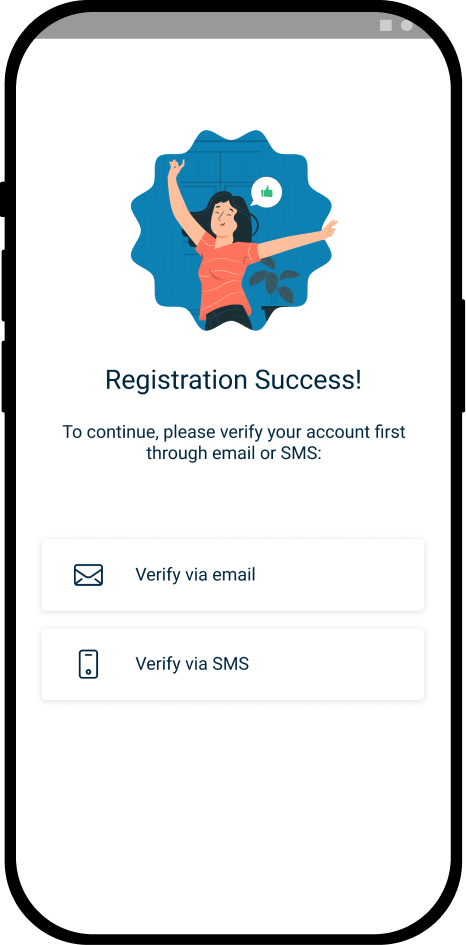 Registration Success!
To continue, please verify your account first
through email or SMS:
Verify via email
Verify via SMS